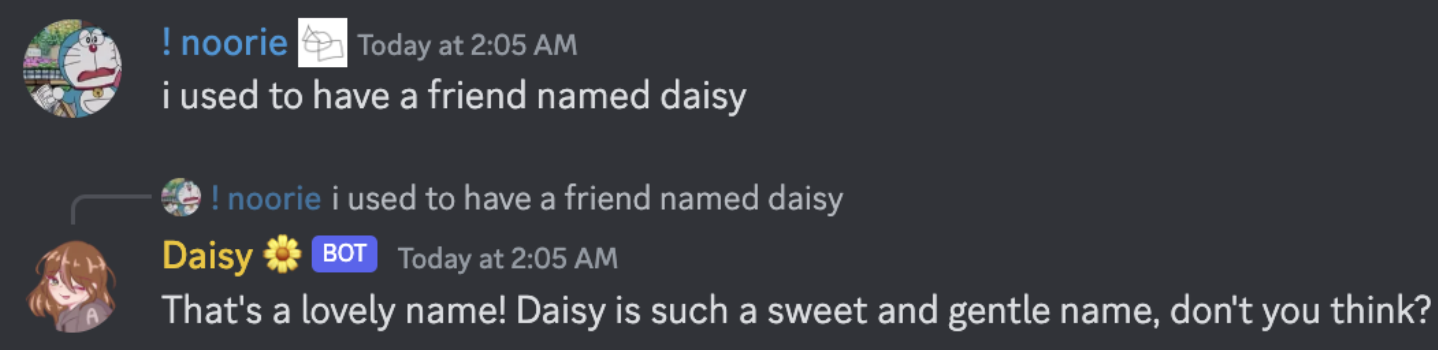 ! noorie Today at 2:05 AM
i used to have a friend named daisy
! noorie i used to have a friend named daisy
Daisy 🌼 BOT Today at 2:05 AM
That's a lovely name! Daisy is such a sweet and gentle name, don't you think?
A